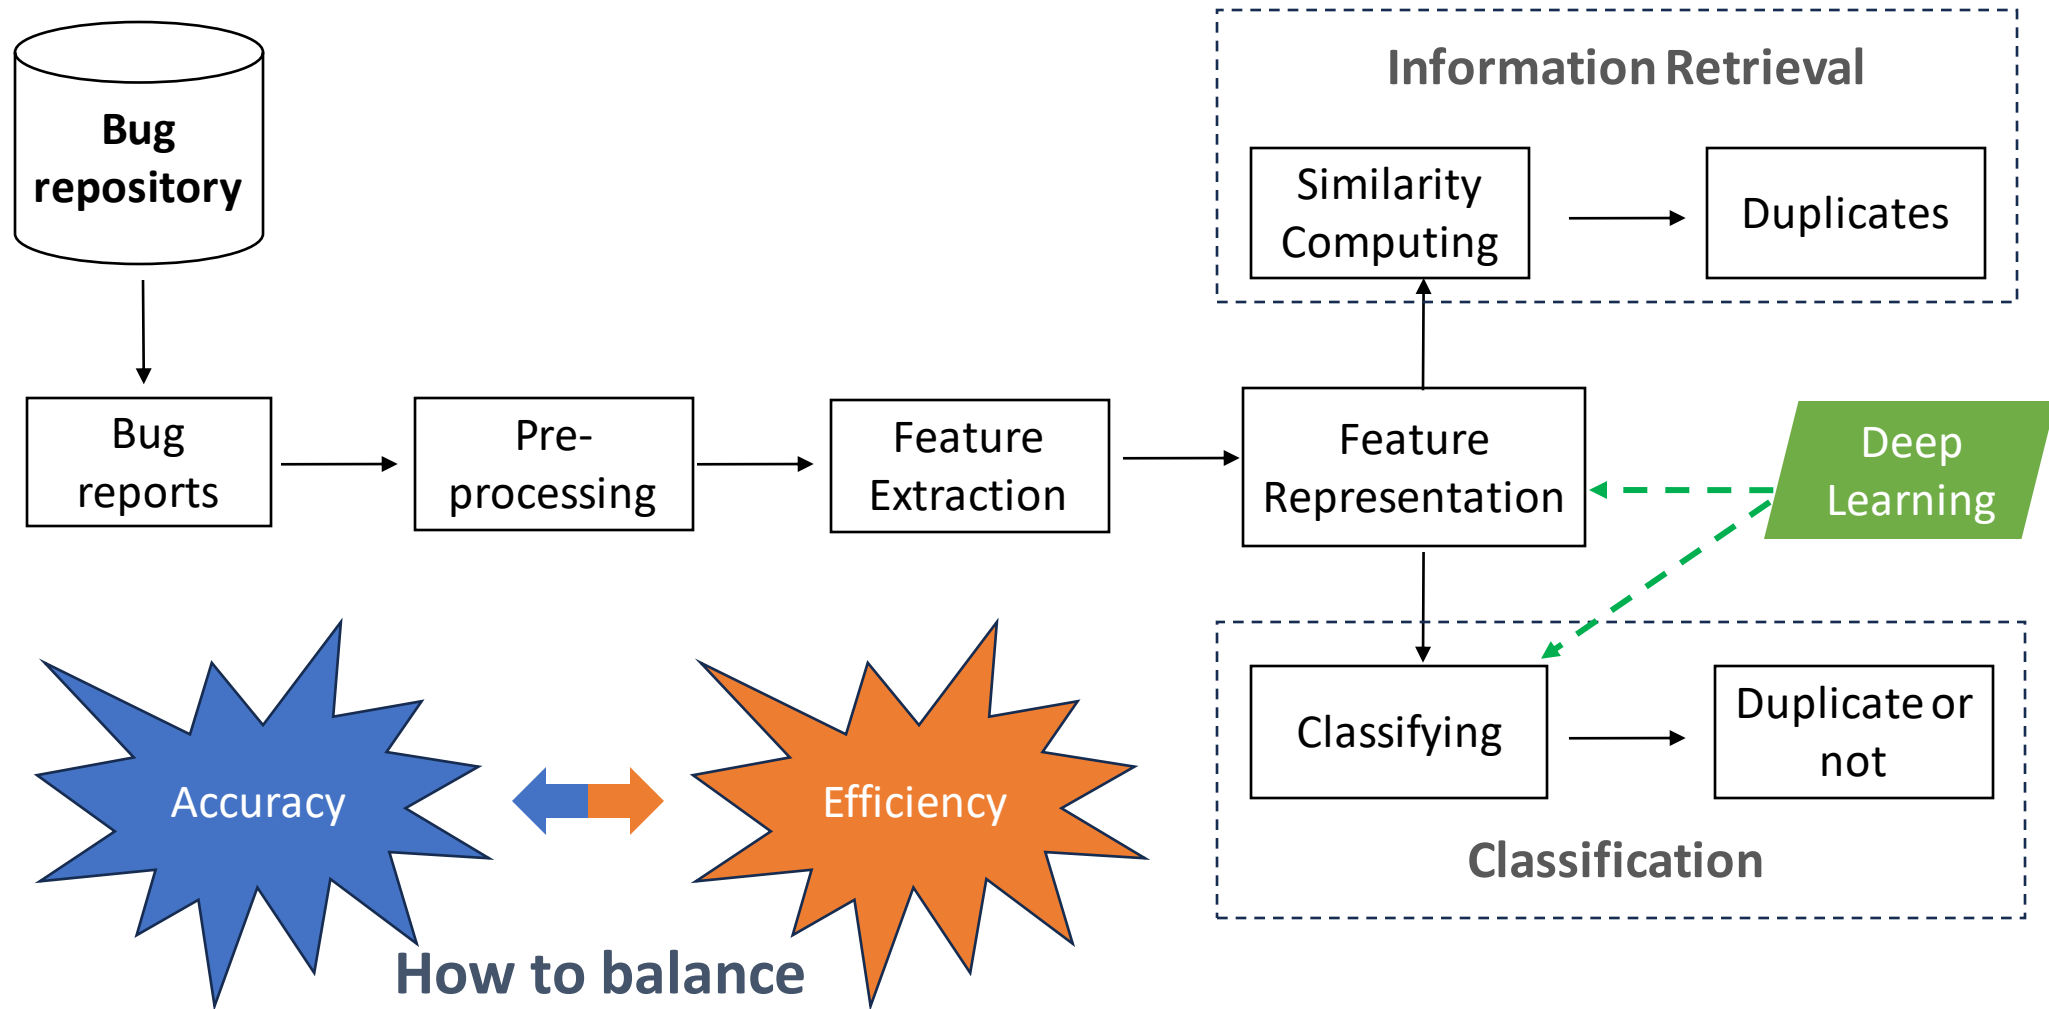 Bug
repository
Information Retrieval
Similarity
Computing
Duplicates
Bug
reports
Pre-
processing
Feature
Extraction
Feature
Representation
Deep
Learning
Accuracy
Efficiency
How to balance
Classifying
Duplicate or
not
Classification